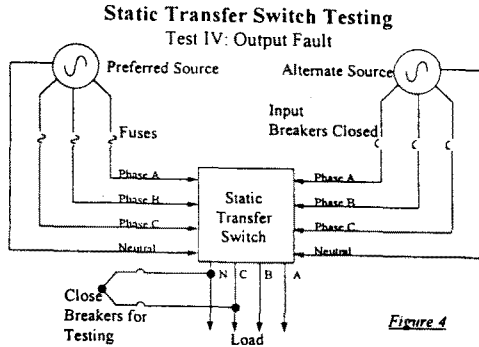 Static Transfer Switch Testing
Test IV: Output Fault
Preferred Source
Alternate Source
Fuses
Input
Breakers Closed
Phase A
Phase B
Phase C
Neutral
Static
Transfer
Switch
Phase A
Phase B
Phase C
Neutral
N C B A
Close
Breakers for
Testing
Load
Figure 4